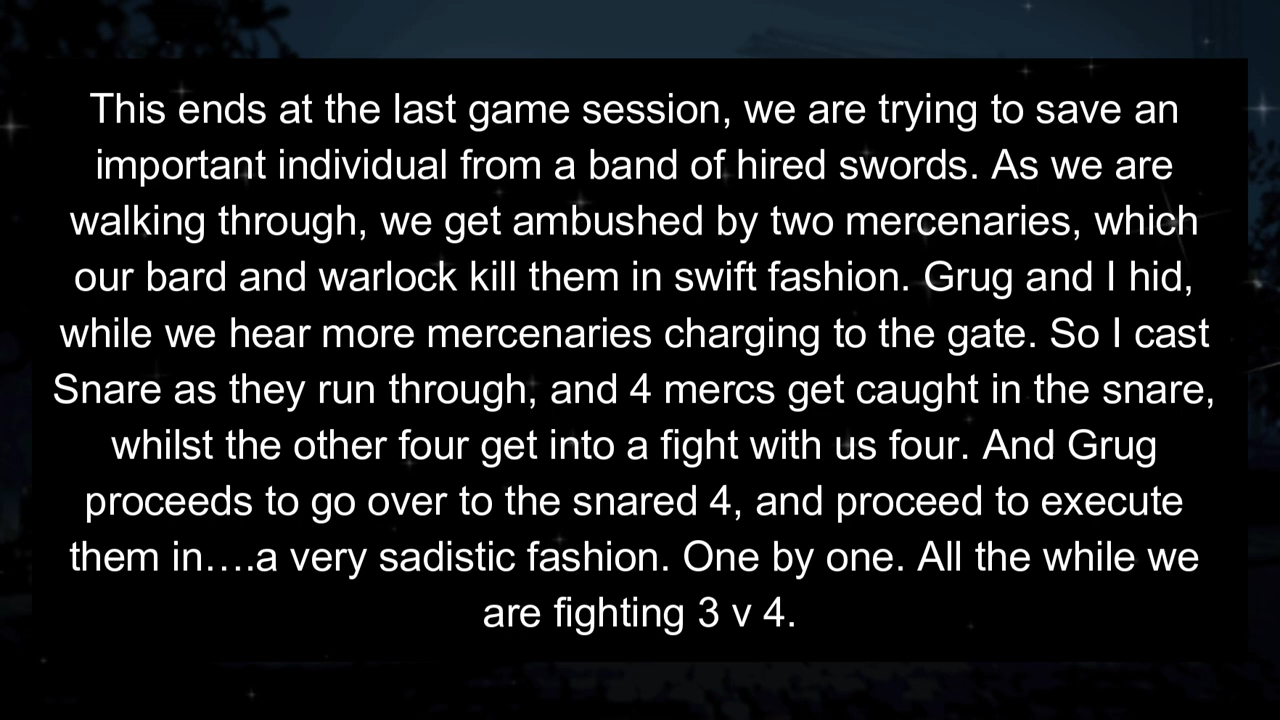 This ends at the last game session, we are trying to save an
important individual from a band of hired swords. As we are
walking through, we get ambushed by two mercenaries, which
our bard and warlock kill them in swift fashion. Grug and I hid,
while we hear more mercenaries charging to the gate. So I cast
Snare as they run through, and 4 mercs get caught in the snare,
whilst the other four get into a fight with us four. And Grug
proceeds to go over to the snared 4, and proceed to execute
them in….a very sadistic fashion. One by one. All the while we
are fighting 3 v 4.